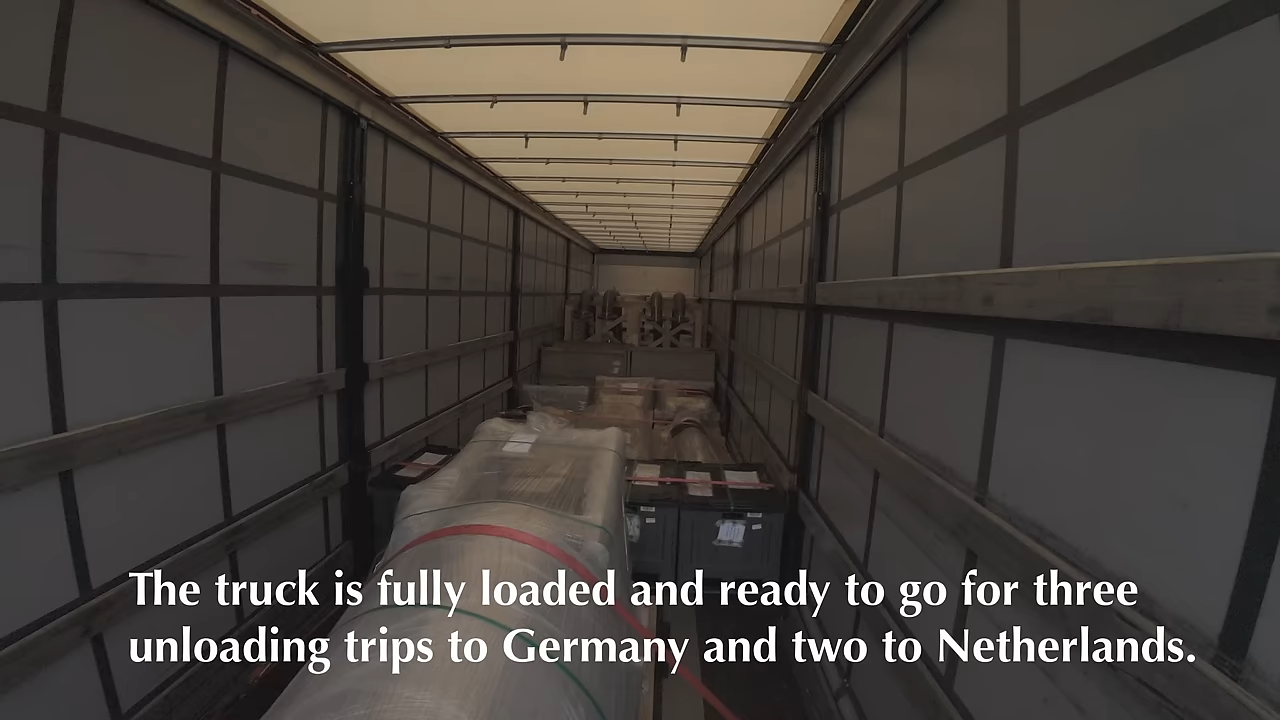 The truck is fully loaded and ready to go for three
unloading trips to Germany and two to Netherlands.